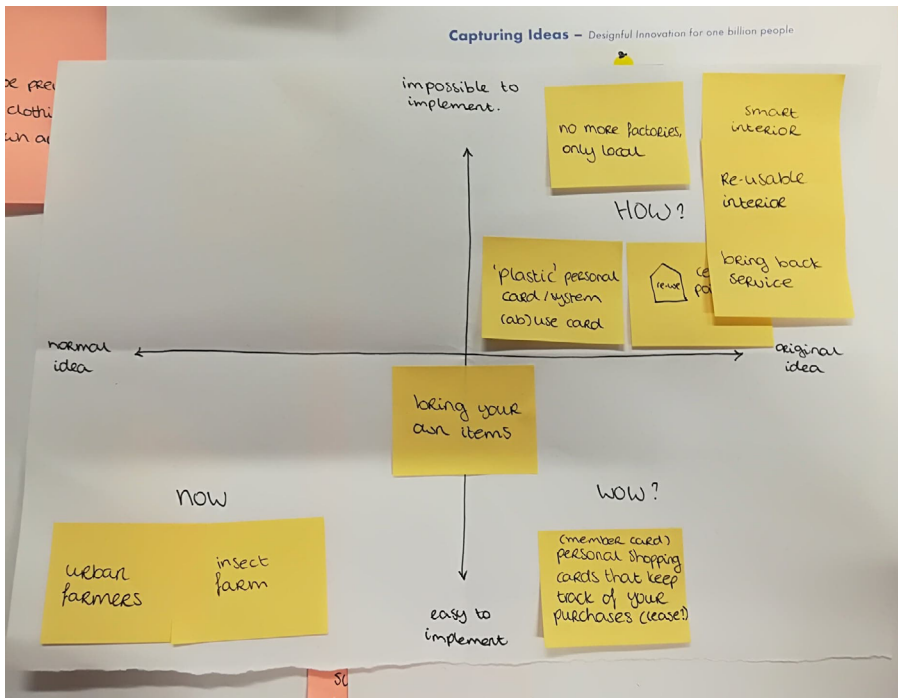 Capturing Ideas – Designful Innovation for one billion people
clothi
impossible to
implement.
no more factories,
only local
smart
interior
Re-usable
interior
bring back
service
HOW?
'plastic' personal
card/system
(ab)use card
re-use
normal
idea
original
idea
bring your
own items
NOW
WOW?
urban
farmers
insect
farm
(member card)
personal shopping
cards that keep
track of your
purchases (lease?)
easy to
implement